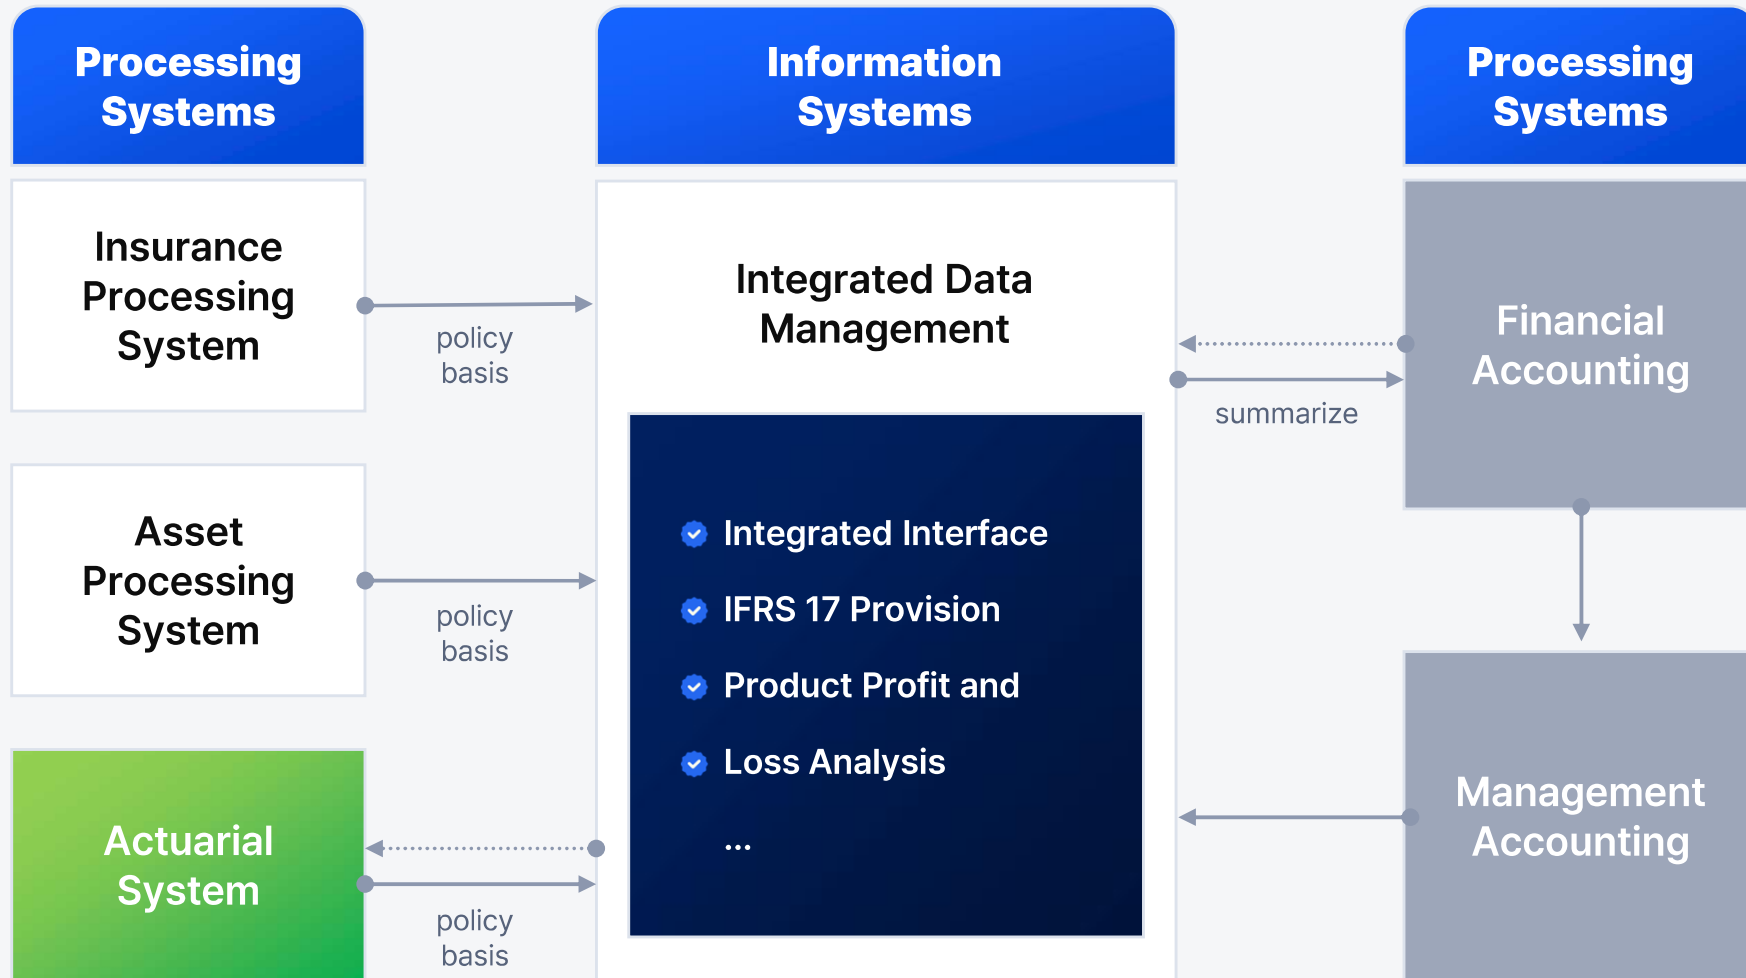 Processing
Systems
Information
Systems
Processing
Systems
Insurance
Processing
System
policy
basis
Asset
Processing
System
policy
basis
Actuarial
System
policy
basis
Integrated Data
Management
Integrated Interface
IFRS 17 Provision
Product Profit and
Loss Analysis
...
summarize
Financial
Accounting
Management
Accounting